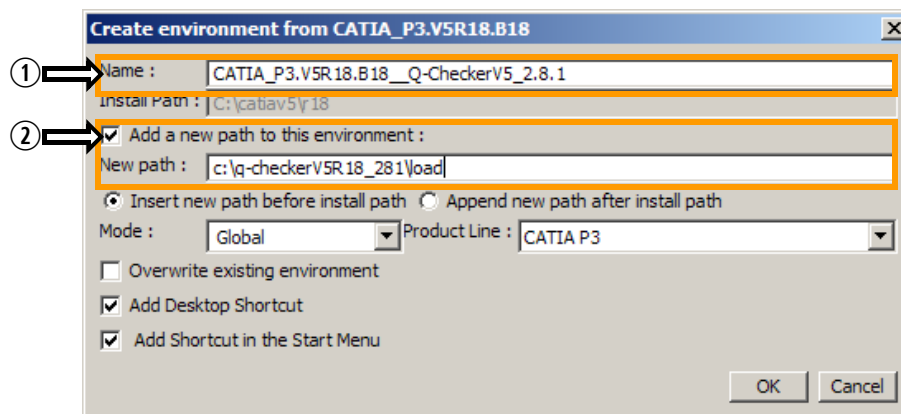 Create environment from CATIA_P3.V5R18.B18
① Name : CATIA_P3.V5R18.B18__Q-CheckerV5_2.8.1
Install Path : C:\catiav5\r18
② Add a new path to this environment :
New path : c:\q-checkerV5R18_281\load
Insert new path before install path Append new path after install path
Mode : Global Product Line : CATIA P3
Overwrite existing environment
Add Desktop Shortcut
Add Shortcut in the Start Menu
OK Cancel